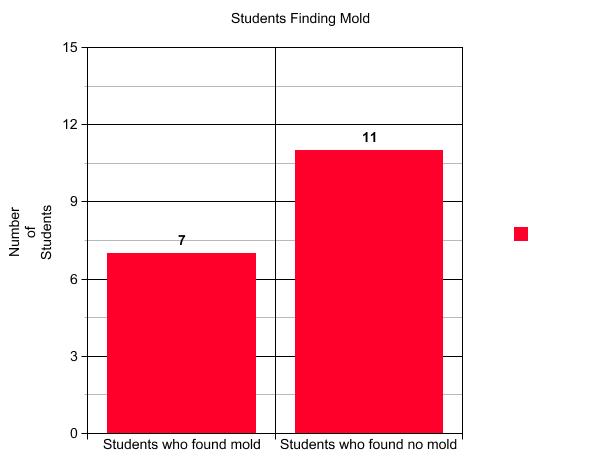 Students Finding Mold
15
12
9
6
3
0
Number
of
Students
7
11
Students who found mold
Students who found no mold